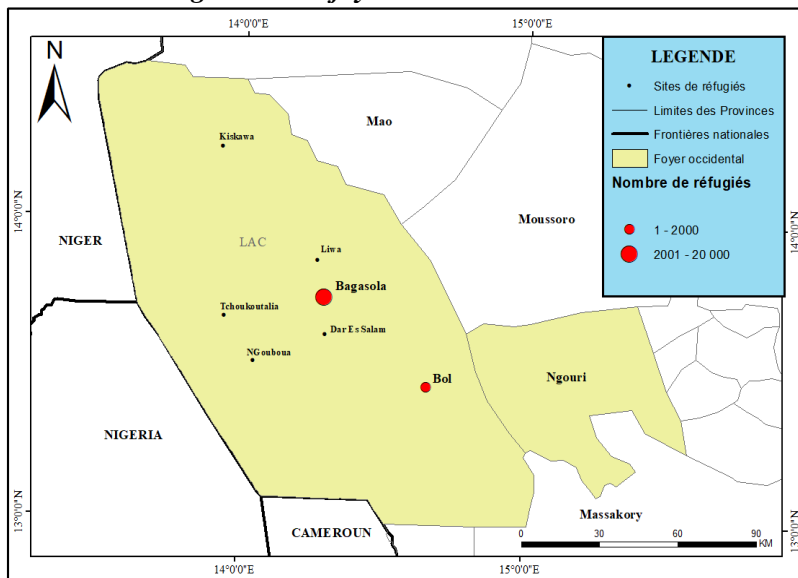 14°0'0"E
15°0'0"E
N
LEGENDE
Sites de réfugiés
Limites des Provinces
Frontières nationales
Foyer occidental
Nombre de réfugiés
1 - 2000
2001 - 20 000
Mao
Kiskawa
Moussoro
14°0'0"N
14°0'0"N
NIGER
LAC
Liwa
Bagasola
Tchoukoutalia
Dar Es Salam
NGouboua
Bol
Ngouri
NIGERIA
13°0'0"N
13°0'0"N
Massakory
CAMEROUN
0 30 60 90
KM
14°0'0"E
15°0'0"E